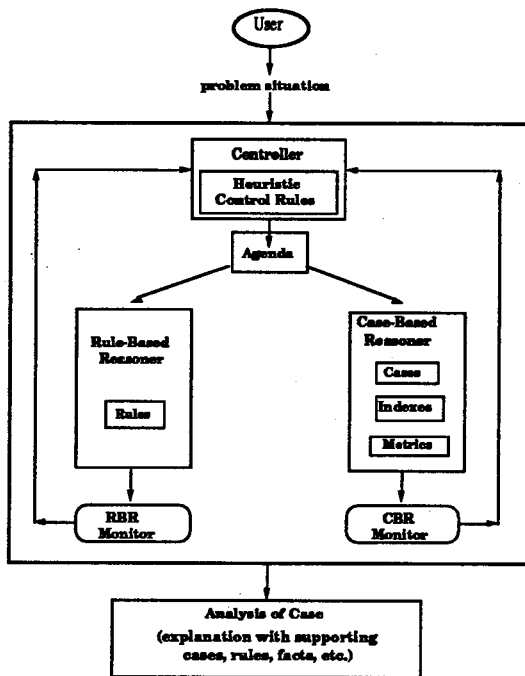 User
problem situation
Controller
Heuristic
Control Rules
Agenda
Rule-Based
Reasoner
Rules
RBR
Monitor
Case-Based
Reasoner
Cases
Indexes
Metrics
CBR
Monitor
Analysis of Case
(explanation with supporting
cases, rules, facts, etc.)